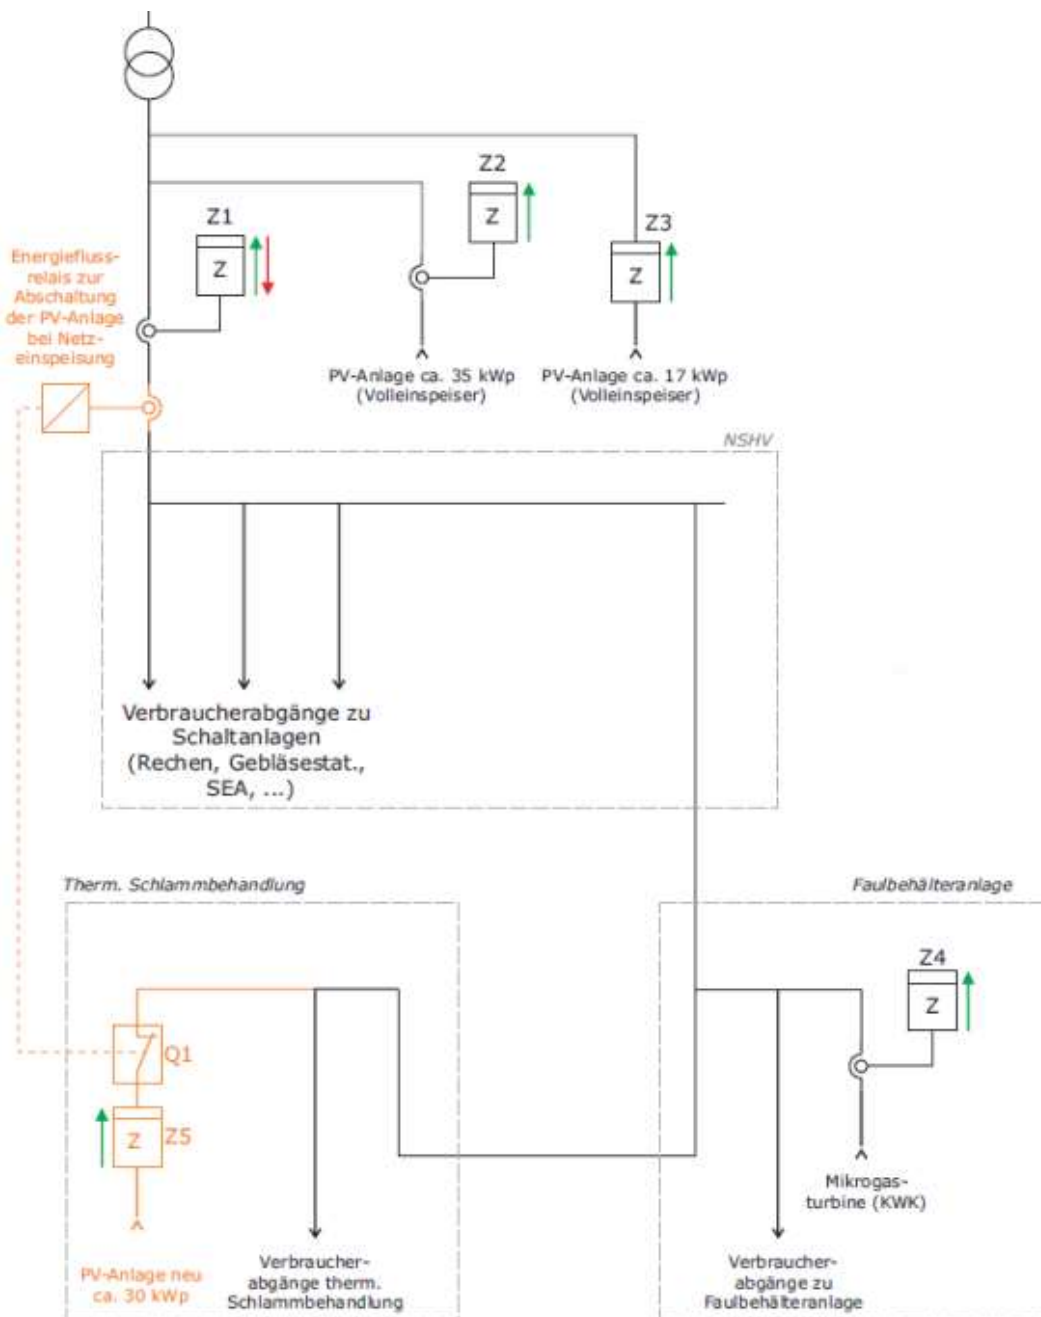 Z2
Z
Z1
Z
Z3
Z
Energiefluss-
relais zur
Abschaltung
der PV-Anlage
bei Netz-
einspeisung
PV-Anlage ca. 35 kWp
(Volleinspeiser)
PV-Anlage ca. 17 kWp
(Volleinspeiser)
NSHV
Verbraucherabgänge zu
Schaltanlagen
(Rechen, Gebläsestat.,
SEA, ...)
Therm. Schlammbehandlung
Faulbehälteranlage
Z4
Z
Q1
Z
Z5
Mikrogas-
turbine (KWK)
PV-Anlage neu
ca. 30 kWp
Verbraucher-
abgänge therm.
Schlammbehandlung
Verbraucher-
abgänge zu
Faulbehälteranlage